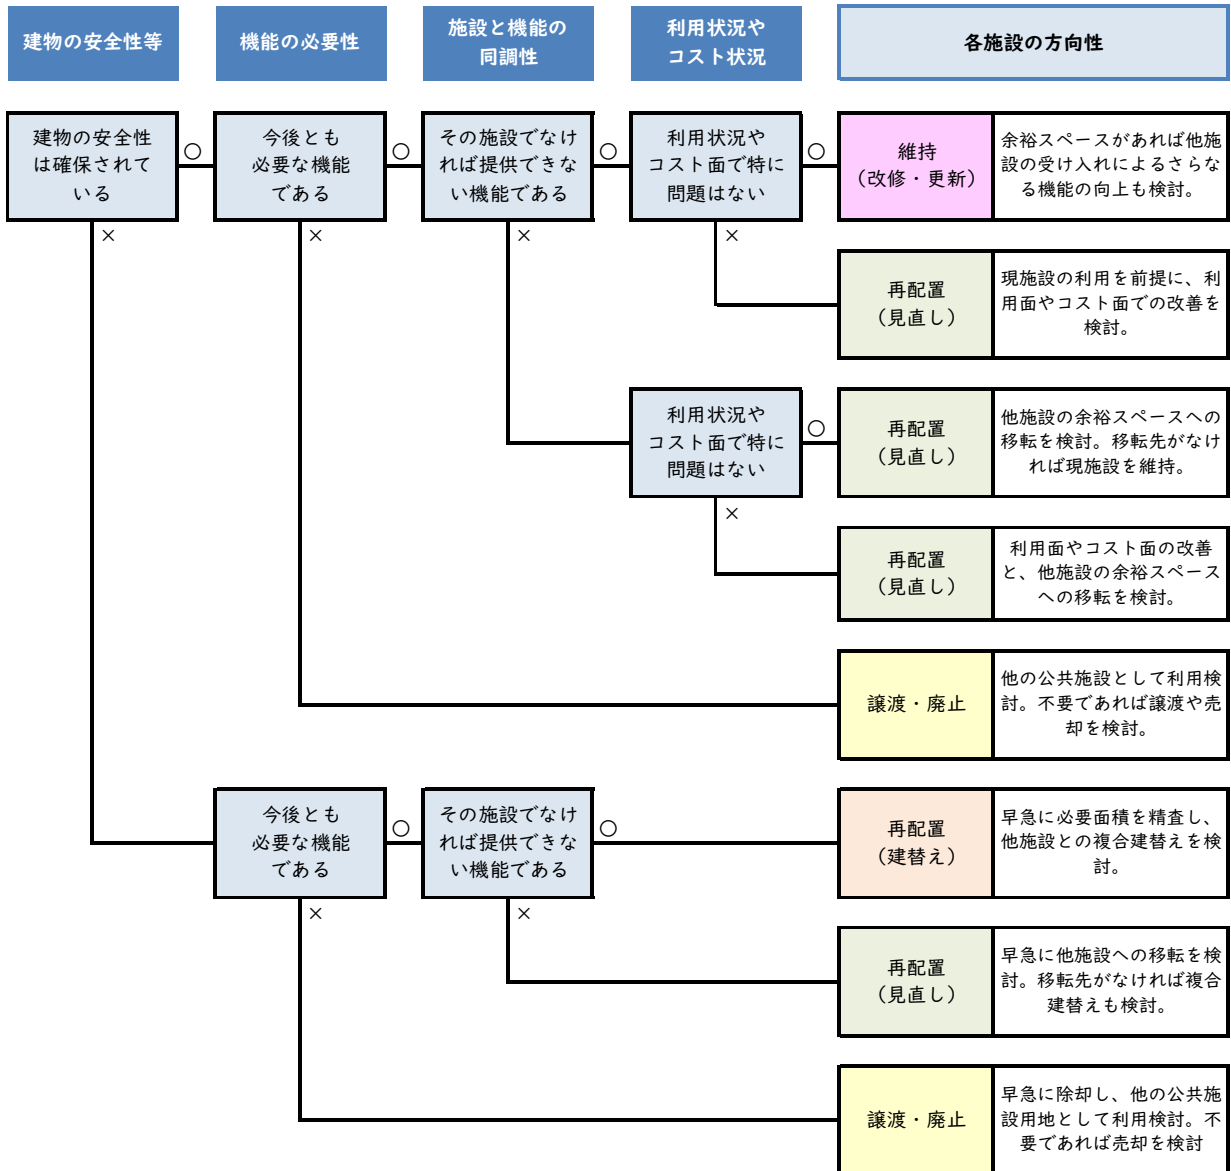 建物の安全性等
機能の必要性
施設と機能の
同調性
利用状況や
コスト状況
各施設の方向性
建物の安全性
は確保されて
いる
○
×
今後とも
必要な機能
である
○
×
その施設でなけ
れば提供できな
い機能である
○
×
利用状況や
コスト面で特に
問題はない
○
×
維持
（改修・更新）
余裕スペースがあれば他施
設の受け入れによるさらな
る機能の向上も検討。
再配置
（見直し）
現施設の利用を前提に、利
用面やコスト面での改善を
検討。
利用状況や
コスト面で特に
問題はない
○
×
再配置
（見直し）
他施設の余裕スペースへの
移転を検討。移転先がなけ
れば現施設を維持。
再配置
（見直し）
利用面やコスト面の改善
と、他施設の余裕スペース
への移転を検討。
譲渡・廃止
他の公共施設として利用検
討。不要であれば譲渡や売
却を検討。
今後とも
必要な機能
である
○
×
その施設でなけ
れば提供できな
い機能である
○
×
再配置
（建替え）
早急に必要面積を精査し、
他施設との複合建替えを検
討。
再配置
（見直し）
早急に他施設への移転を検
討。移転先がなければ複合
建替えも検討。
譲渡・廃止
早急に除却し、他の公共施
設用地として利用検討。不
要であれば売却を検討